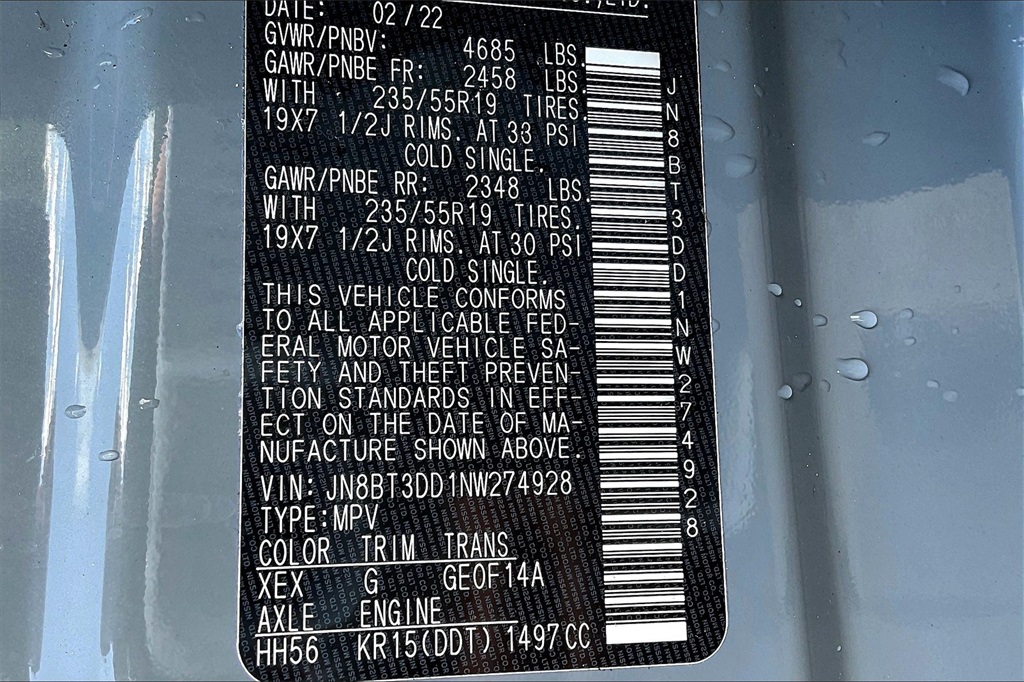 DATE: 02/22
GVWR/PNBV: 4685 LBS.
GAWR/PNBE FR: 2458 LBS.
WITH 235/55R19 TIRES.
19X7 1/2J RIMS. AT 33 PSI
COLD SINGLE.
GAWR/PNBE RR: 2348 LBS.
WITH 235/55R19 TIRES.
19X7 1/2J RIMS. AT 30 PSI
COLD SINGLE.
THIS VEHICLE CONFORMS
TO ALL APPLICABLE FED-
ERAL MOTOR VEHICLE SA-
FETY AND THEFT PREVEN-
TION STANDARDS IN EFF-
ECT ON THE DATE OF MA-
NUFACTURE SHOWN ABOVE.
VIN: JN8BT3DD1NW274928
TYPE:MPV
COLOR TRIM TRANS
XEX G GE0F14A
AXLE ENGINE
HH56 KR15(DDT) 1497CC
JN8BT3DD1NW274928